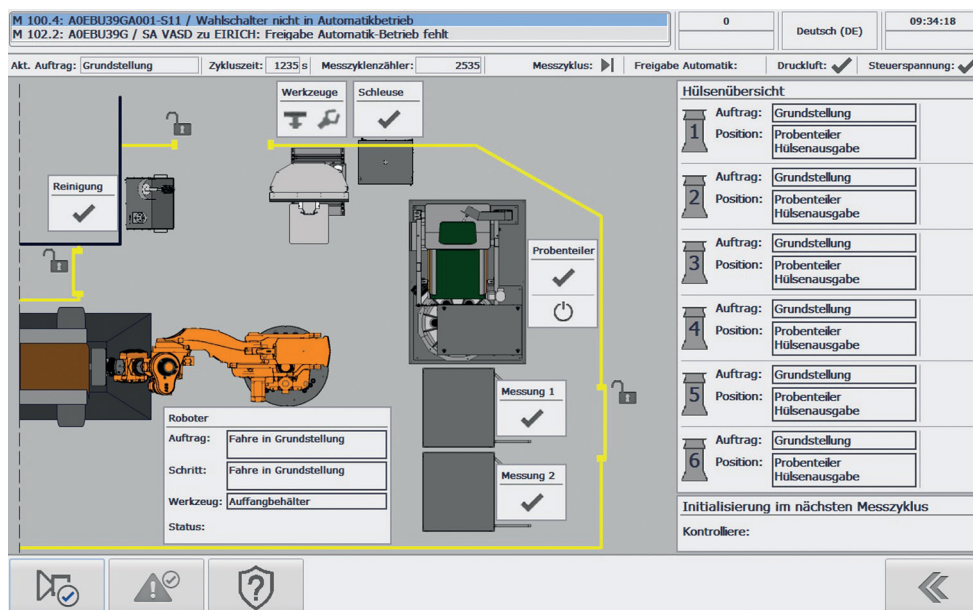 M 100.4: A0EBU39GA001-S11 / Wahlschalter nicht in Automatikbetrieb
M 102.2: A0EBU39G / SA VASD zu EIRICH: Freigabe Automatik-Betrieb fehlt
0
Deutsch (DE)
09:34:18
Akt. Auftrag: Grundstellung
Zykluszeit: 1235 s
Messzyklenzähler: 2535
Messzyklus:
Freigabe Automatik:
Druckluft:
Steuerspannung:
Werkzeuge
Schleuse
Reinigung
Probenteiler
Messung 1
Messung 2
Roboter
Auftrag: Fahre in Grundstellung
Schritt: Fahre in Grundstellung
Werkzeug: Auffangbehälter
Status:
Hülsenübersicht
1
Auftrag: Grundstellung
Position: Probenteiler
Hülsenausgabe
2
Auftrag: Grundstellung
Position: Probenteiler
Hülsenausgabe
3
Auftrag: Grundstellung
Position: Probenteiler
Hülsenausgabe
4
Auftrag: Grundstellung
Position: Probenteiler
Hülsenausgabe
5
Auftrag: Grundstellung
Position: Probenteiler
Hülsenausgabe
6
Auftrag: Grundstellung
Position: Probenteiler
Hülsenausgabe
Initialisierung im nächsten Messzyklus
Kontrolliere: